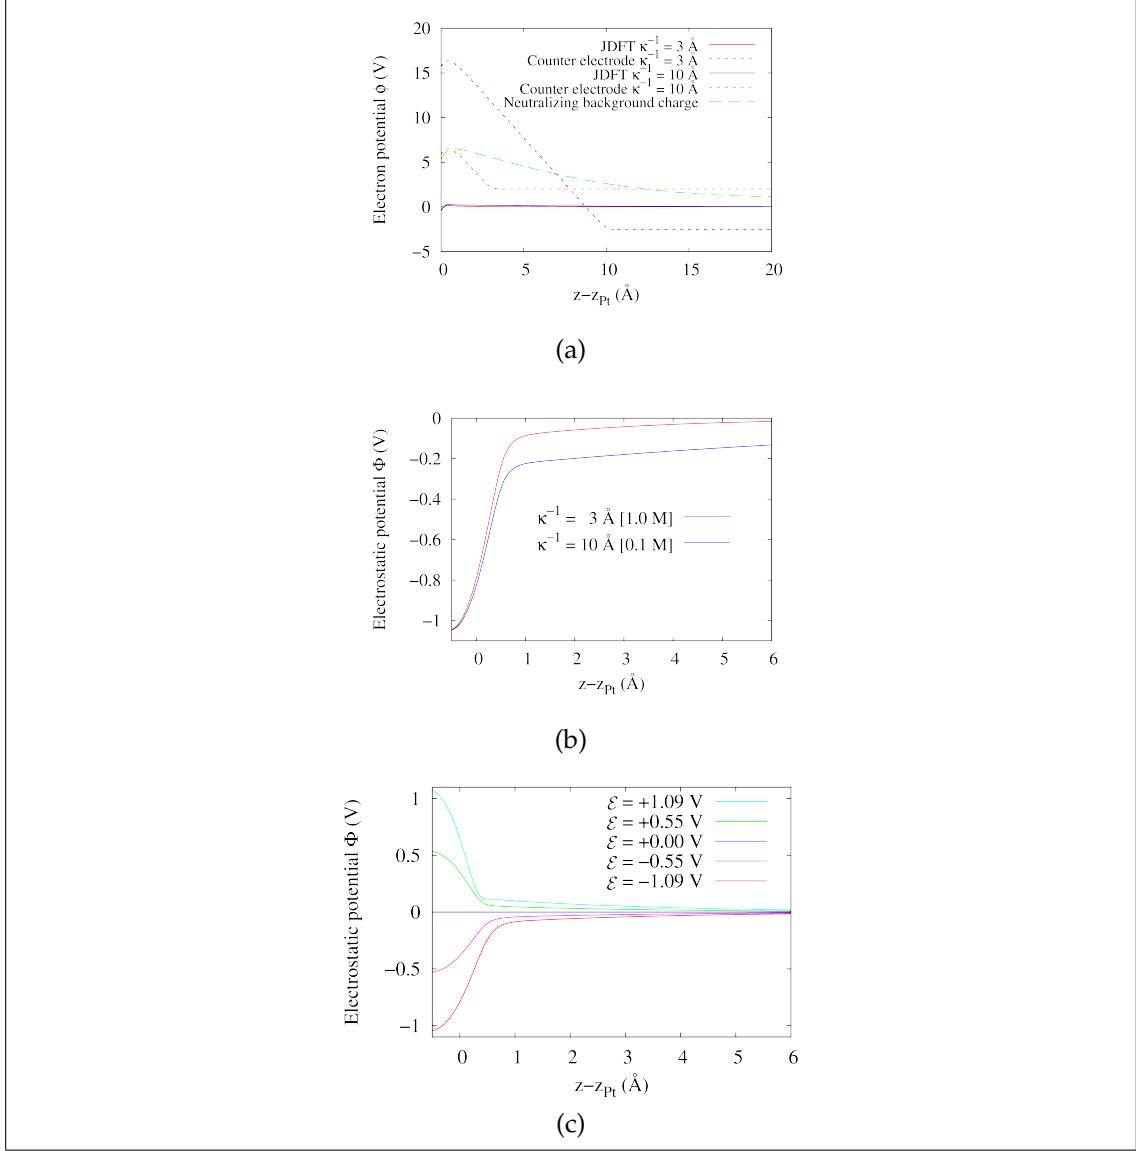 20
15
10
5
0
−5
Electron potential ϕ (V)
JDFT κ⁻¹ = 3 Å
Counter electrode κ⁻¹ = 3 Å
JDFT κ⁻¹ = 10 Å
Counter electrode κ⁻¹ = 10 Å
Neutralizing background charge
0 5 10 15 20
z−zPt (Å)
(a)
0
−0.2
−0.4
−0.6
−0.8
−1
Electrostatic potential Φ (V)
κ⁻¹ = 3 Å [1.0 M]
κ⁻¹ = 10 Å [0.1 M]
0 1 2 3 4 5 6
z−zPt (Å)
(b)
1
0.5
0
−0.5
−1
Electrostatic potential Φ (V)
ℰ = +1.09 V
ℰ = +0.55 V
ℰ = +0.00 V
ℰ = −0.55 V
ℰ = −1.09 V
0 1 2 3 4 5 6
z−zPt (Å)
(c)